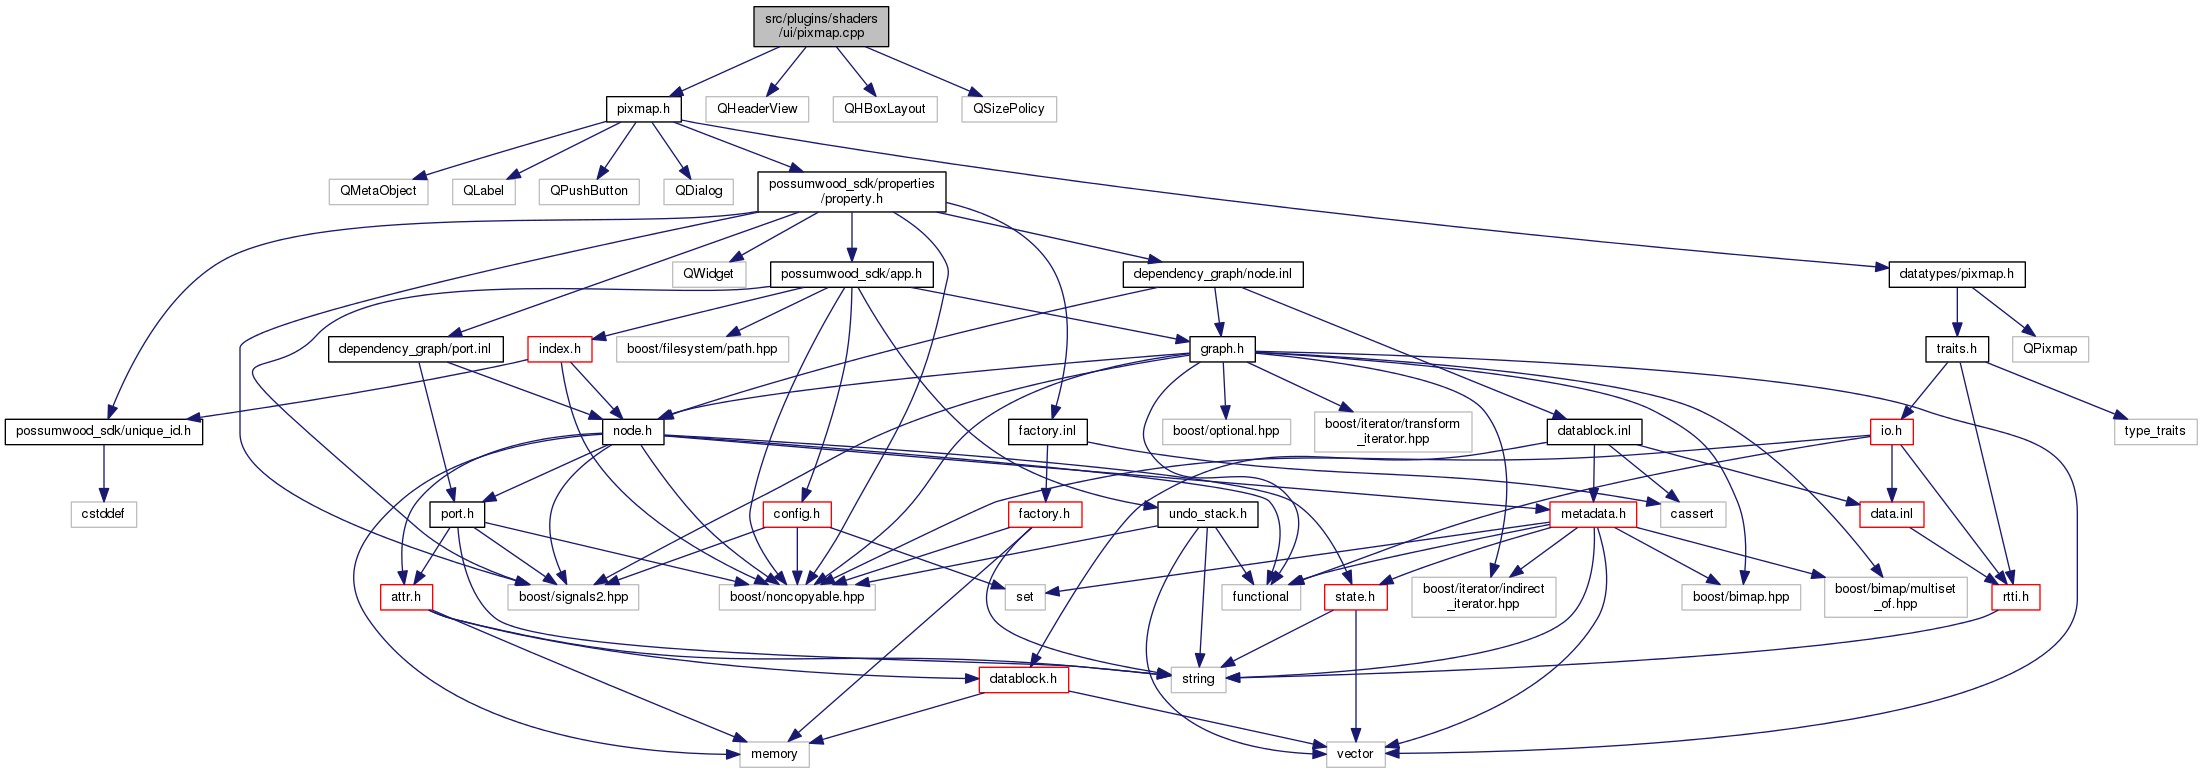 src/plugins/shaders
/ui/pixmap.cpp
pixmap.h
QHeaderView
QHBoxLayout
QSizePolicy
QMetaObject
QLabel
QPushButton
QDialog
possumwood_sdk/properties
/property.h
QWidget
possumwood_sdk/app.h
dependency_graph/node.inl
datatypes/pixmap.h
dependency_graph/port.inl
index.h
boost/filesystem/path.hpp
graph.h
traits.h
QPixmap
possumwood_sdk/unique_id.h
node.h
factory.inl
boost/optional.hpp
boost/iterator/transform
_iterator.hpp
datablock.inl
io.h
type_traits
cstddef
port.h
config.h
factory.h
undo_stack.h
metadata.h
cassert
data.inl
attr.h
boost/signals2.hpp
boost/noncopyable.hpp
set
functional
state.h
boost/iterator/indirect
_iterator.hpp
boost/bimap.hpp
boost/bimap/multiset
_of.hpp
rtti.h
datablock.h
string
memory
vector